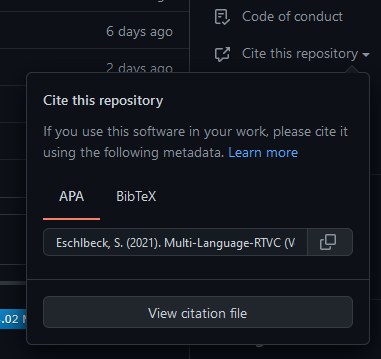 Code of conduct
6 days ago
Cite this repository
2 days ago
Cite this repository
If you use this software in your work, please cite it
using the following metadata. Learn more
APA BibTeX
Eschlbeck, S. (2021). Multi-Language-RTVC (V
View citation file
.02